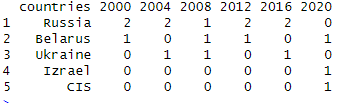 countries 2000 2004 2008 2012 2016 2020
1 Russia 2 2 1 2 2 0
2 Belarus 1 0 1 1 0 1
3 Ukraine 0 1 1 0 1 0
4 Izrael 0 0 0 0 0 1
5 CIS 0 0 0 0 0 1